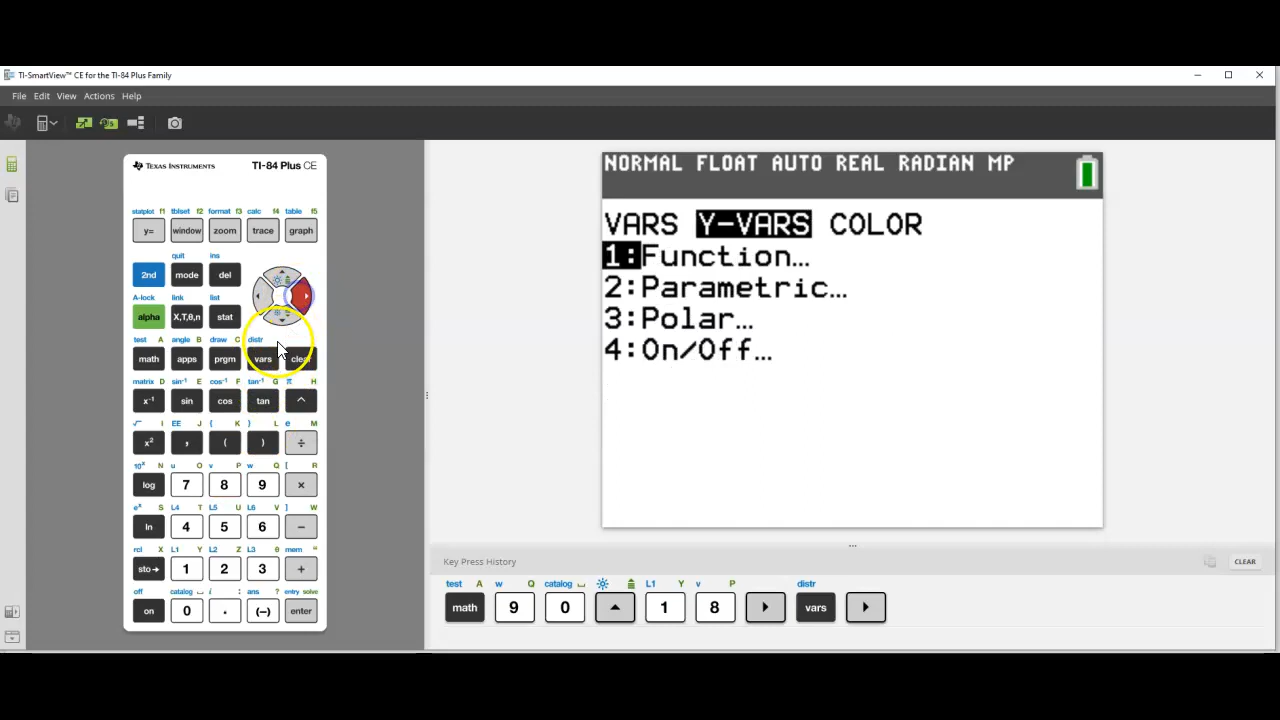 TI-SmartView™ CE for the TI-84 Plus Family
File Edit View Actions Help
TEXAS INSTRUMENTS TI-84 Plus CE
statplot f1 tblset f2 format f3 calc f4 table f5
y= window zoom trace graph
quit ins
2nd mode del
A-lock link list
alpha X,T,θ,n stat
test A angle B draw C distr
math apps prgm vars clear
matrix D sin⁻¹ E cos⁻¹ F tan⁻¹ G π H
x⁻¹ sin cos tan ^
√ I EE J { K } L e M
x² , ( ) ÷
10ˣ N u O v P w Q [ R
log 7 8 9 ×
eˣ S L4 T L5 U L6 V ] W
ln 4 5 6 −
rcl X L1 Y L2 Z L3 θ mem "
sto→ 1 2 3 +
off catalog ⎵ i : ans ? entry solve
on 0 . (−) enter
NORMAL FLOAT AUTO REAL RADIAN MP
VARS Y-VARS COLOR
1:Function…
2:Parametric…
3:Polar…
4:On/Off…
Key Press History CLEAR
test A w Q catalog ⎵ L1 Y v P distr
math 9 0 1 8 vars